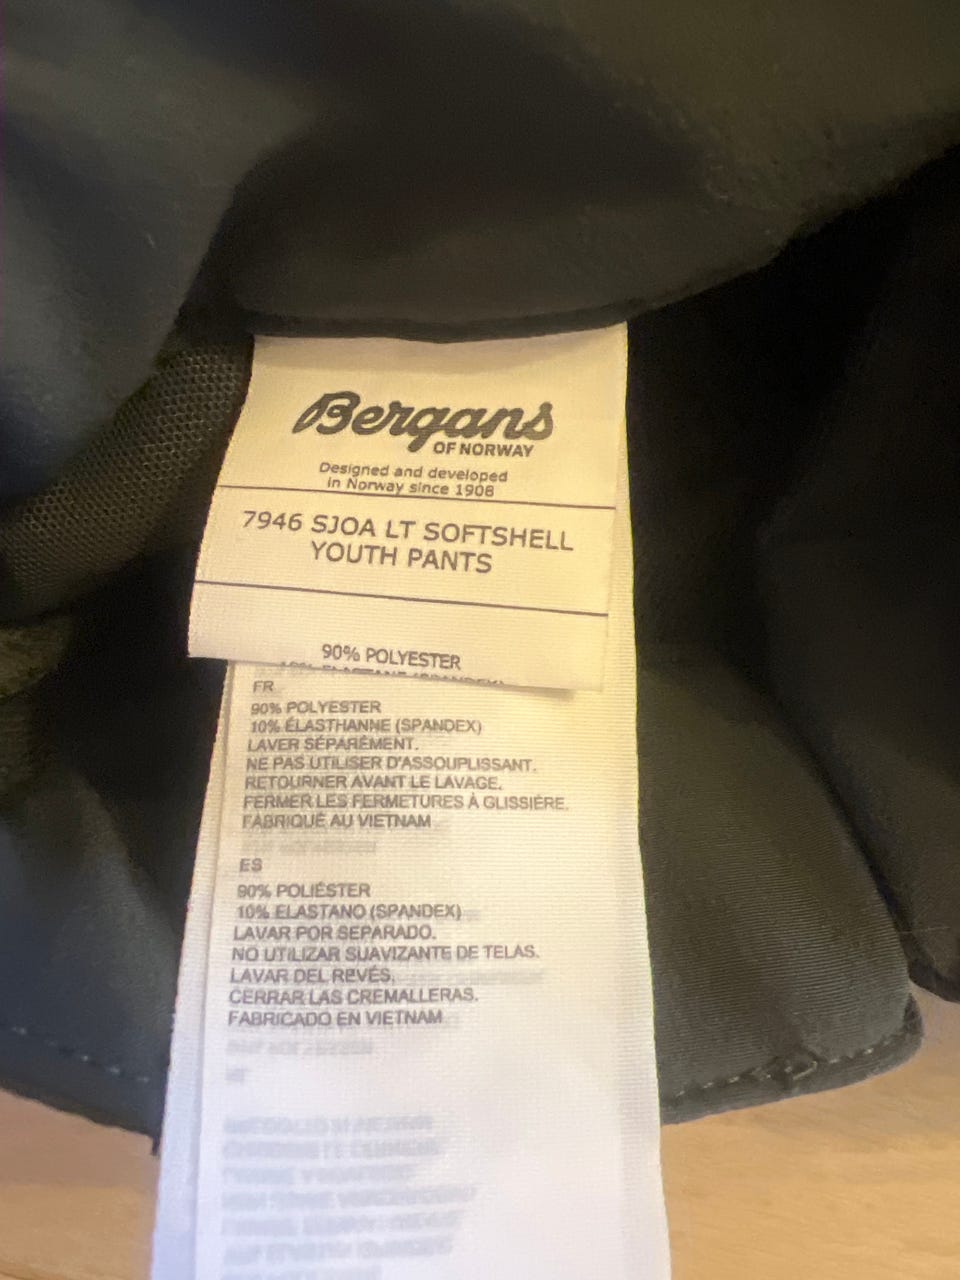 Bergans
OF NORWAY
Designed and developed
in Norway since 1908
7946 SJOA LT SOFTSHELL
YOUTH PANTS
90% POLYESTER
FR
90% POLYESTER
10% ÉLASTHANNE (SPANDEX)
LAVER SÉPARÉMENT.
NE PAS UTILISER D'ASSOUPLISSANT.
RETOURNER AVANT LE LAVAGE.
FERMER LES FERMETURES À GLISSIÈRE.
FABRIQUÉ AU VIETNAM
ES
90% POLIÉSTER
10% ELASTANO (SPANDEX)
LAVAR POR SEPARADO.
NO UTILIZAR SUAVIZANTE DE TELAS.
LAVAR DEL REVÉS.
CERRAR LAS CREMALLERAS.
FABRICADO EN VIETNAM